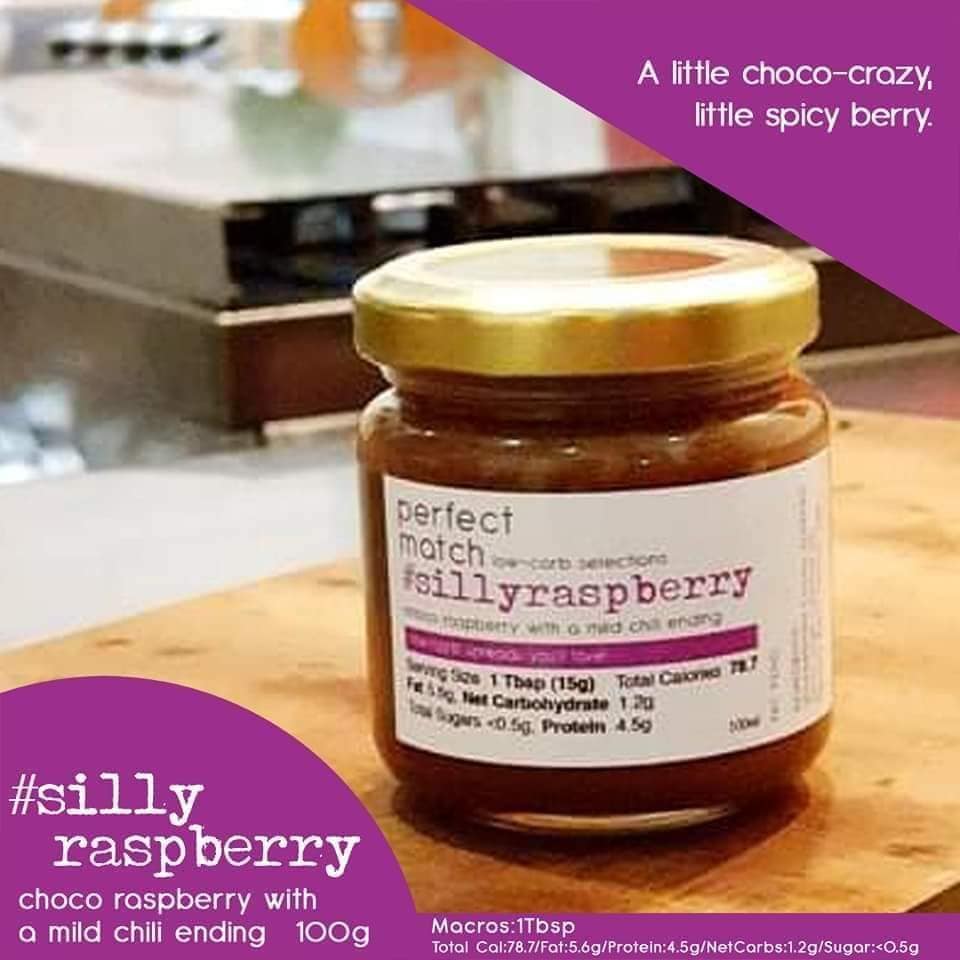 A little choco-crazy,
little spicy berry.
perfect
match low-carb selections
#sillyraspberry
choco raspberry with a mild chili ending
Serving Size 1 Tbsp (15g) Total Calories 78.7
Fat 5.6g, Net Carbohydrate 1.2g
Total Sugars <0.5g, Protein 4.5g
#silly
raspberry
choco raspberry with
a mild chili ending 100g
Macros:1Tbsp
Total Cal:78.7/Fat:5.6g/Protein:4.5g/NetCarbs:1.2g/Sugar:<0.5g